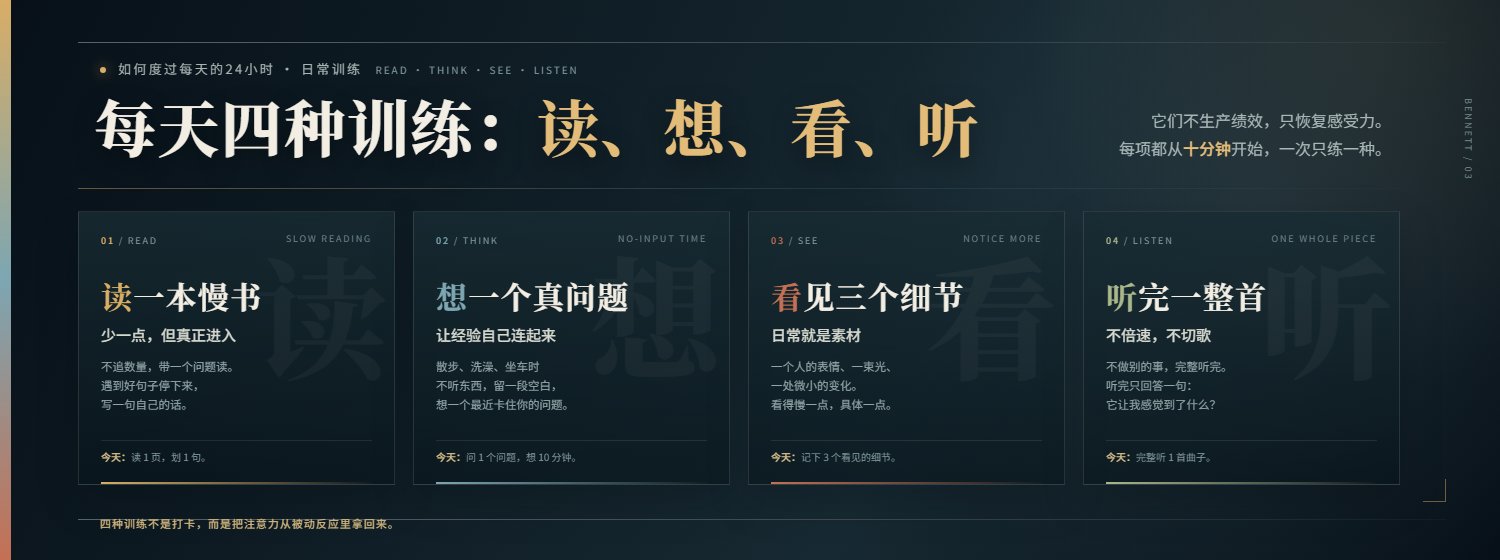 如何度过每天的24小时 · 日常训练 READ · THINK · SEE · LISTEN
每天四种训练：读、想、看、听
它们不生产绩效，只恢复感受力。
每项都从十分钟开始，一次只练一种。
BENNETT / 03
01 / READ
SLOW READING
读
读一本慢书
少一点，但真正进入
不追数量，带一个问题读。
遇到好句子停下来，
写一句自己的话。
今天：读 1 页，划 1 句。
02 / THINK
NO-INPUT TIME
想
想一个真问题
让经验自己连起来
散步、洗澡、坐车时
不听东西，留一段空白，
想一个最近卡住你的问题。
今天：问 1 个问题，想 10 分钟。
03 / SEE
NOTICE MORE
看
看见三个细节
日常就是素材
一个人的表情、一束光、
一处微小的变化。
看得慢一点，具体一点。
今天：记下 3 个看见的细节。
04 / LISTEN
ONE WHOLE PIECE
听
听完一整首
不倍速，不切歌
不做别的事，完整听完。
听完只回答一句：
它让我感觉到了什么？
今天：完整听 1 首曲子。
四种训练不是打卡，而是把注意力从被动反应里拿回来。